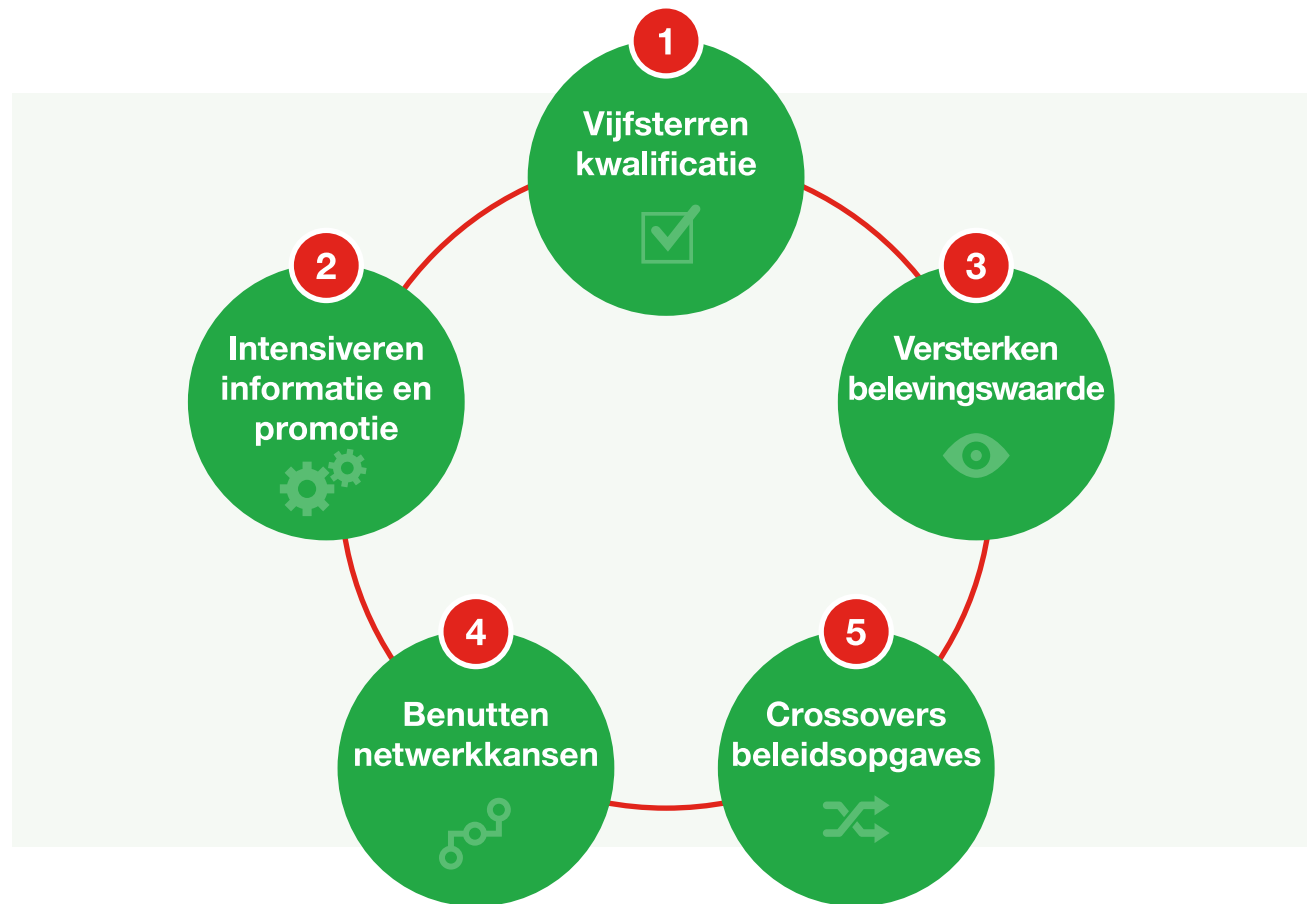 1
Vijfsterren
kwalificatie
2
Intensiveren
informatie en
promotie
3
Versterken
belevingswaarde
4
Benutten
netwerkkansen
5
Crossovers
beleidsopgaves